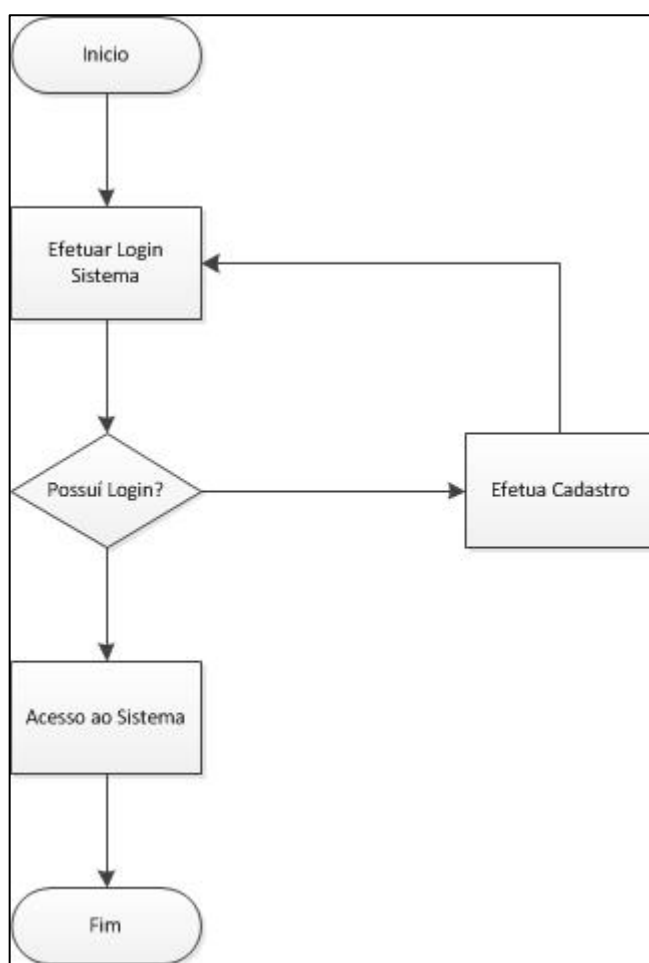 Inicio
Efetuar Login
Sistema
Possuí Login?
Efetua Cadastro
Acesso ao Sistema
Fim